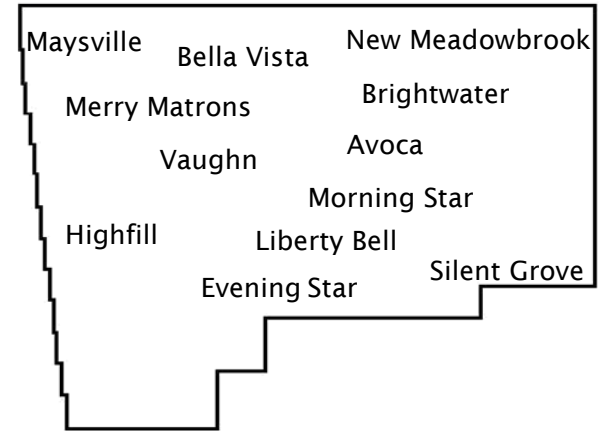 Maysville
Bella Vista
New Meadowbrook
Merry Matrons
Brightwater
Vaughn
Avoca
Morning Star
Highfill
Liberty Bell
Silent Grove
Evening Star